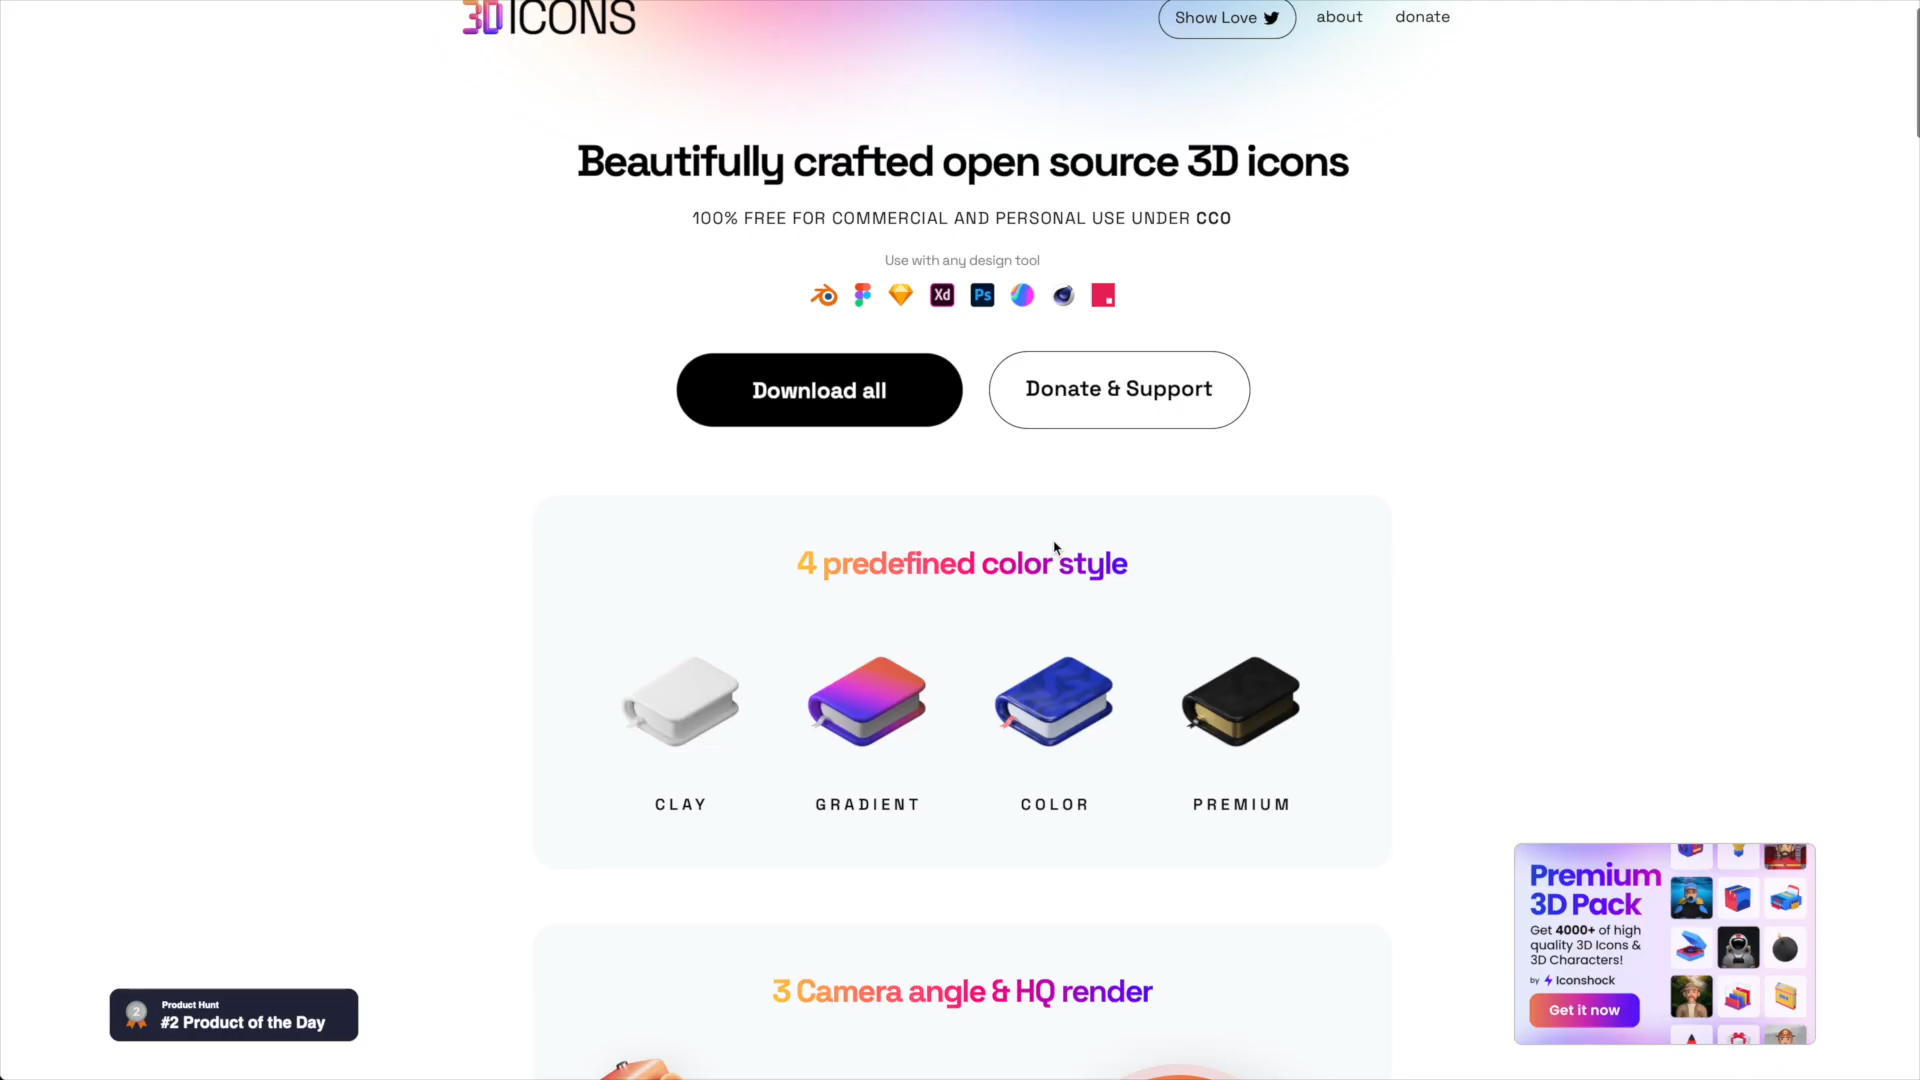 3D ICONS
Show Love
about
donate
Beautifully crafted open source 3D icons
100% FREE FOR COMMERCIAL AND PERSONAL USE UNDER CC0
Use with any design tool
Xd
Ps
Download all
Donate & Support
4 predefined color style
CLAY
GRADIENT
COLOR
PREMIUM
3 Camera angle & HQ render
2
Product Hunt
#2 Product of the Day
Premium
3D Pack
Get 4000+ of high
quality 3D Icons &
3D Characters!
by Iconshock
Get it now